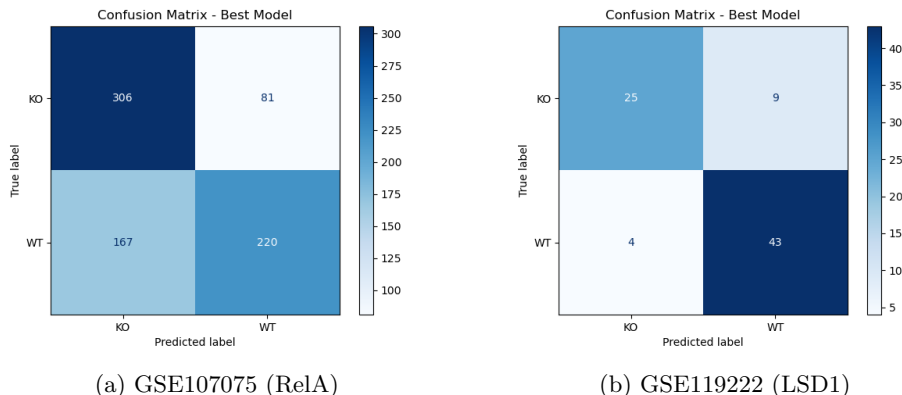 Confusion Matrix - Best Model
KO
306
81
WT
167
220
KO
WT
True label
Predicted label
300
275
250
225
200
175
150
125
100
(a) GSE107075 (RelA)
Confusion Matrix - Best Model
KO
25
9
WT
4
43
KO
WT
True label
Predicted label
40
35
30
25
20
15
10
5
(b) GSE119222 (LSD1)